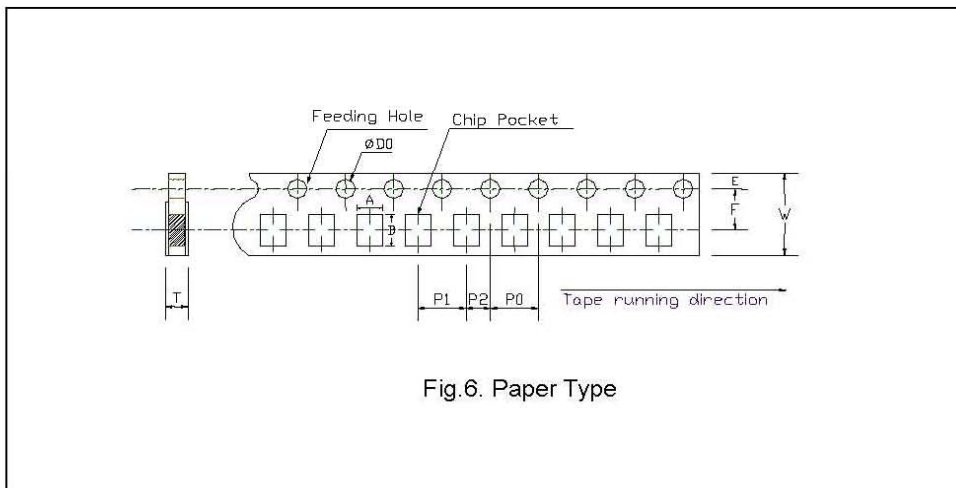 Feeding Hole
Chip Pocket
ØD0
A
B
E
F
W
T
P1
P2
P0
Tape running direction
Fig.6. Paper Type